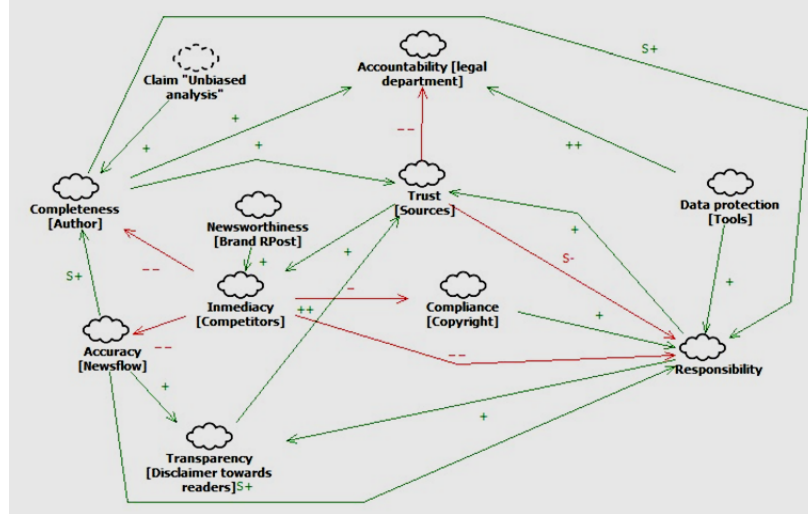 S+
Claim "Unbiased
analysis"
Accountability [legal
department]
+
+
+
--
++
Completeness
[Author]
Newsworthiness
[Brand RPost]
Trust
[Sources]
Data protection
[Tools]
+
+
+
S-
+
--
S+
Inmediacy
[Competitors]
-
++
Compliance
[Copyright]
+
Accuracy
[Newsflow]
--
--
Responsibility
+
+
Transparency
[Disclaimer towards
readers]S+